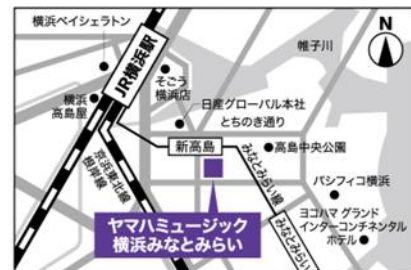 横浜ベイシェラトン
N
帷子川
JR横浜駅
そごう
横浜店
横浜
高島屋
日産グローバル本社
とちのき通り
新高島
高島中央公園
京浜東北線
根岸線
みなとみらい線
パシフィコ横浜
ヤマハミュージック
横浜みなとみらい
ヨコハマ グランド
インターコンチネンタル
ホテル
みなとみらい